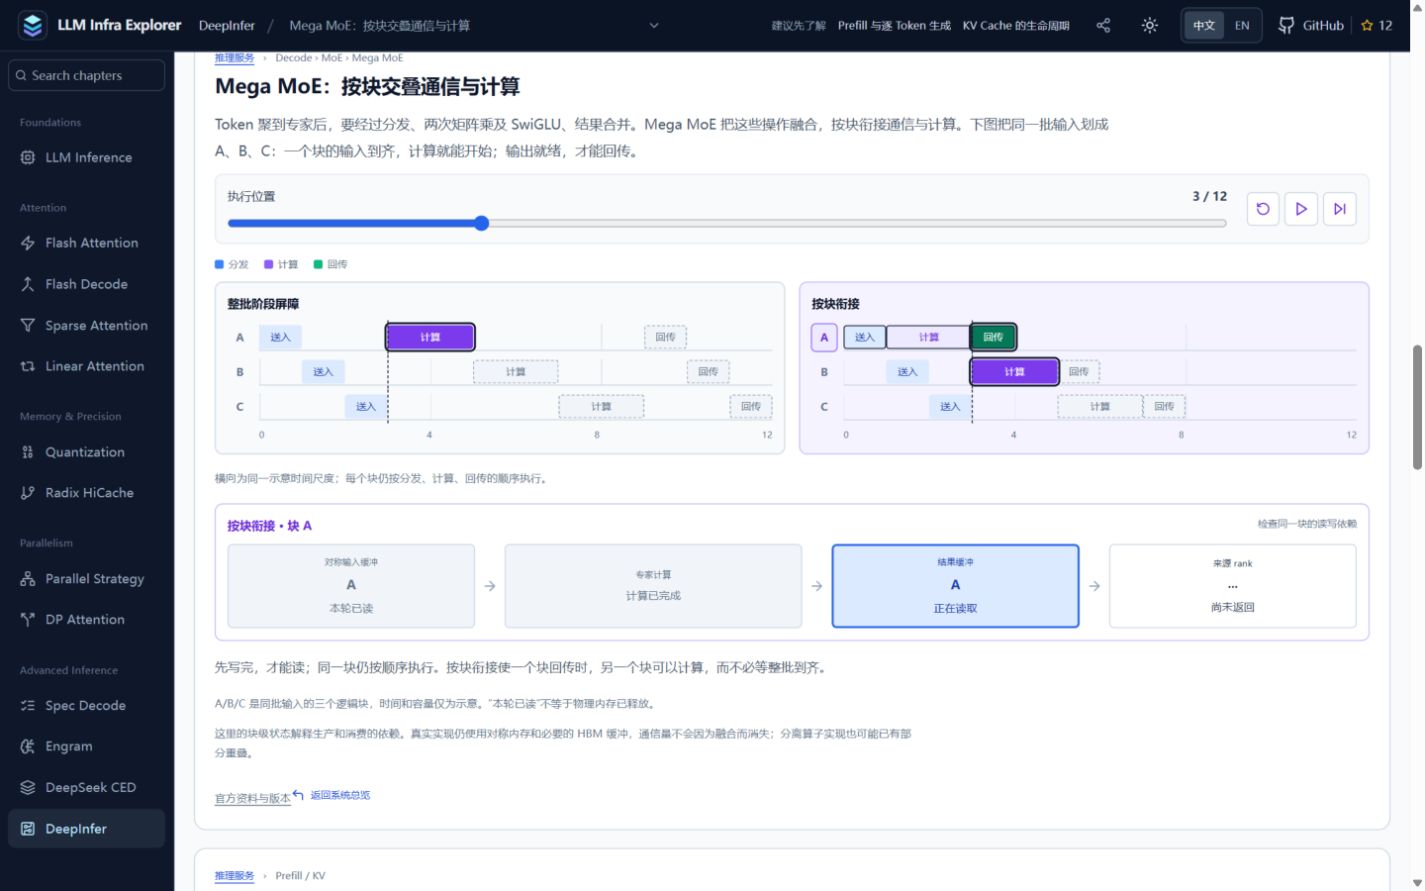 LLM Infra Explorer
DeepInfer / Mega MoE：按块交叠通信与计算
建议先了解 Prefill 与逐 Token 生成 KV Cache 的生命周期
中文 EN
GitHub 12
Search chapters
Foundations
LLM Inference
Attention
Flash Attention
Flash Decode
Sparse Attention
Linear Attention
Memory & Precision
Quantization
Radix HiCache
Parallelism
Parallel Strategy
DP Attention
Advanced Inference
Spec Decode
Engram
DeepSeek CED
DeepInfer
推理服务 › Decode › MoE › Mega MoE
Mega MoE：按块交叠通信与计算
Token 聚到专家后，要经过分发、两次矩阵乘及 SwiGLU、结果合并。Mega MoE 把这些操作融合，按块衔接通信与计算。下图把同一批输入划成
A、B、C：一个块的输入到齐，计算就能开始；输出就绪，才能回传。
执行位置
3 / 12
分发 计算 回传
整批阶段屏障
A 送入 计算 回传
B 送入 计算 回传
C 送入 计算 回传
0 4 8 12
按块衔接
A 送入 计算 回传
B 送入 计算 回传
C 送入 计算 回传
0 4 8 12
横向为同一示意时间尺度；每个块仍按分发、计算、回传的顺序执行。
按块衔接 • 块 A
检查同一块的读写依赖
对称输入缓冲
A
本轮已读
→
专家计算
计算已完成
→
结果缓冲
A
正在读取
→
来源 rank
...
尚未返回
先写完，才能读；同一块仍按顺序执行。按块衔接使一个块回传时，另一个块可以计算，而不必等整批到齐。
A/B/C 是同批输入的三个逻辑块，时间和容量仅为示意。“本轮已读”不等于物理内存已释放。
这里的块级状态解释生产和消费的依赖。真实实现仍使用对称内存和必要的 HBM 缓冲，通信量不会因为融合而消失；分离算子实现也可能已有部
分重叠。
官方资料与版本 返回系统总览
推理服务 › Prefill / KV